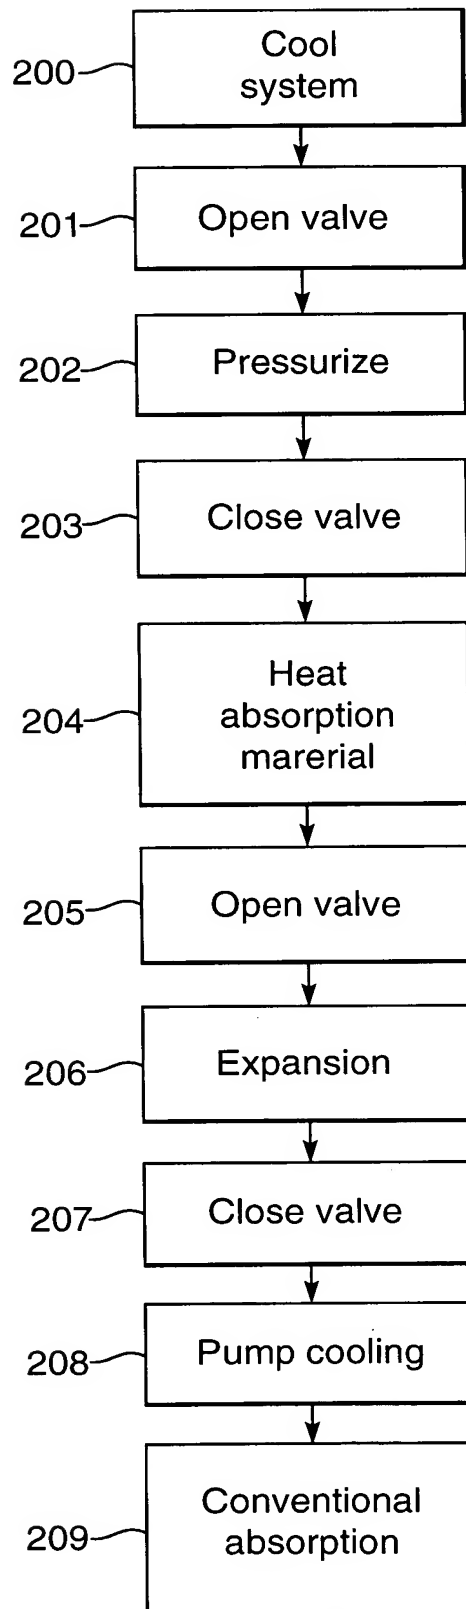 200
Cool
system
201
Open valve
202
Pressurize
203
Close valve
204
Heat
absorption
marerial
205
Open valve
206
Expansion
207
Close valve
208
Pump cooling
209
Conventional
absorption